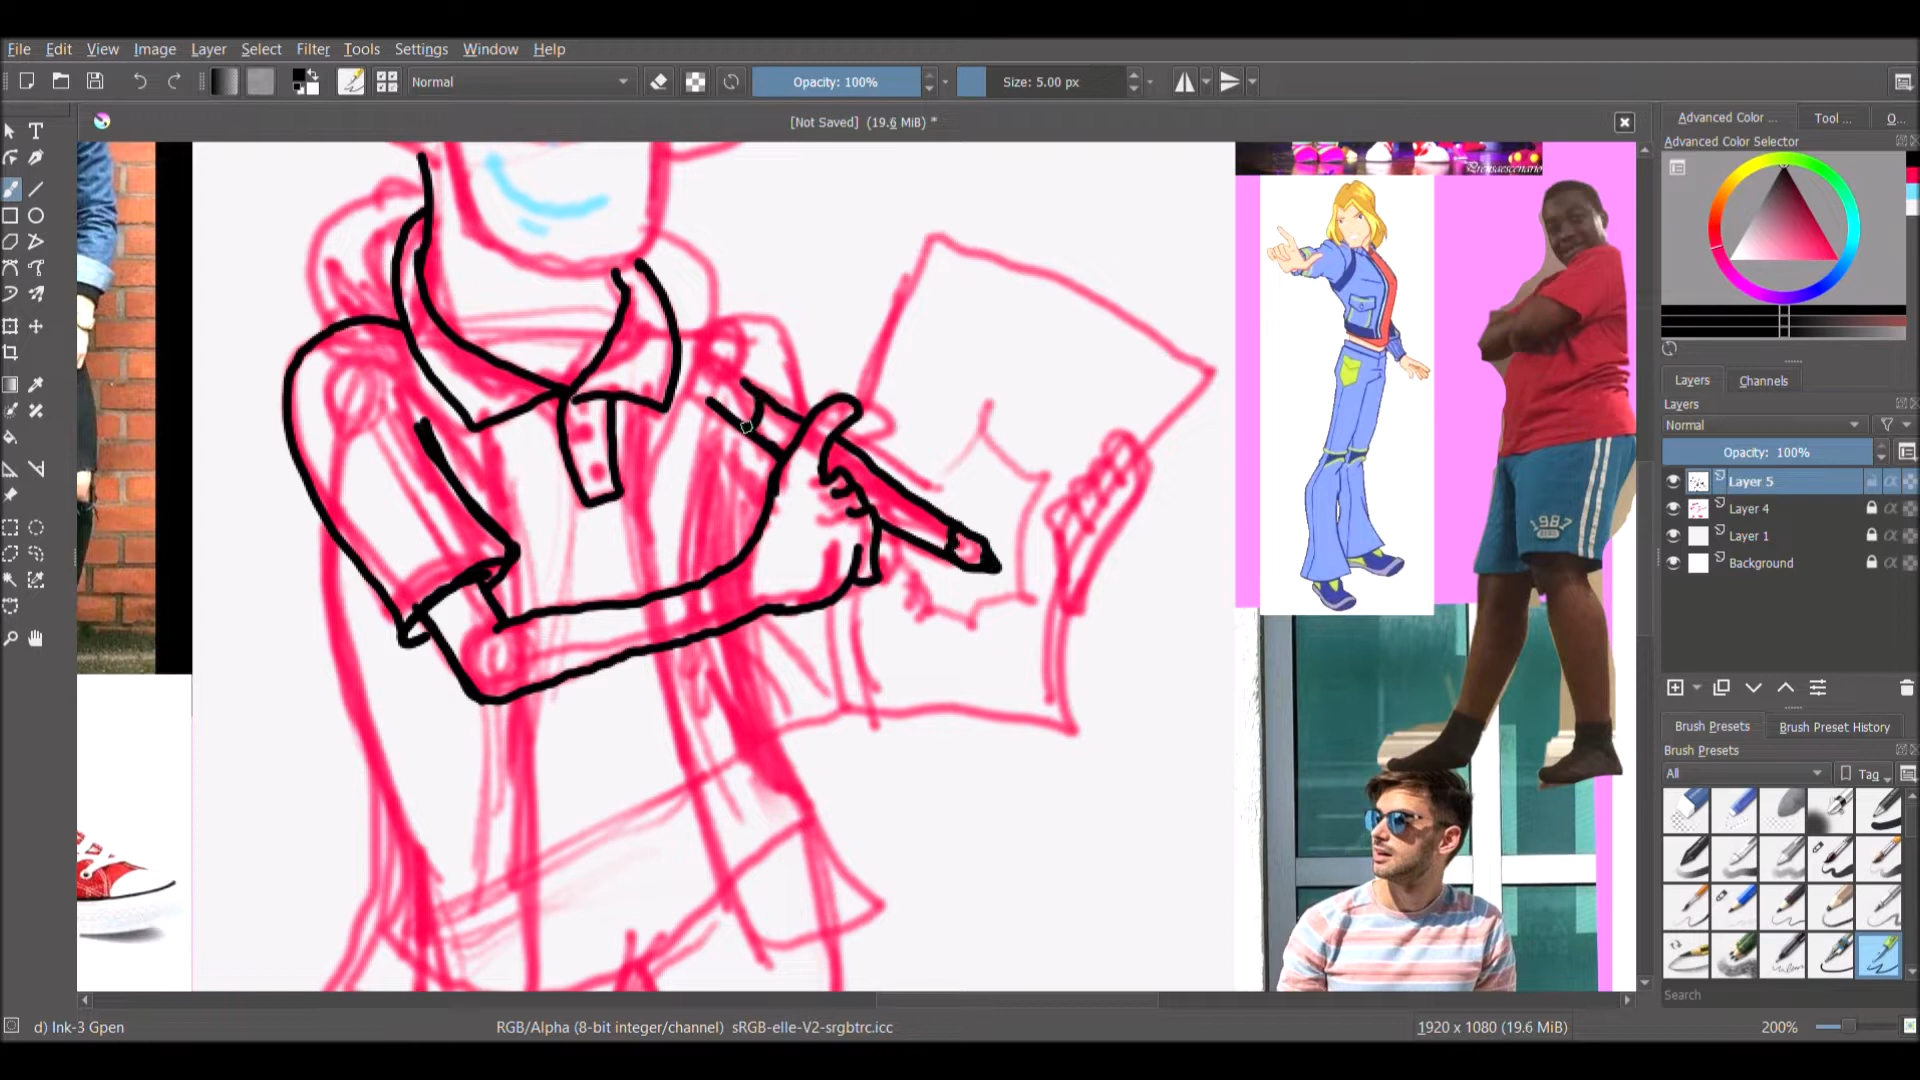 File Edit View Image Layer Select Filter Tools Settings Window Help
Normal
Opacity: 100%
Size: 5.00 px
[Not Saved] (19.6 MiB) *
Advanced Color ...
Tool ...
O...
Advanced Color Selector
Prensaescenario
1987
Layers
Channels
Layers
Normal
Opacity: 100%
Layer 5
Layer 4
Layer 1
Background
Brush Presets
Brush Preset History
Brush Presets
All
Tag
Search
d) Ink-3 Gpen
RGB/Alpha (8-bit integer/channel) sRGB-elle-V2-srgbtrc.icc
1920 x 1080 (19.6 MiB)
200%